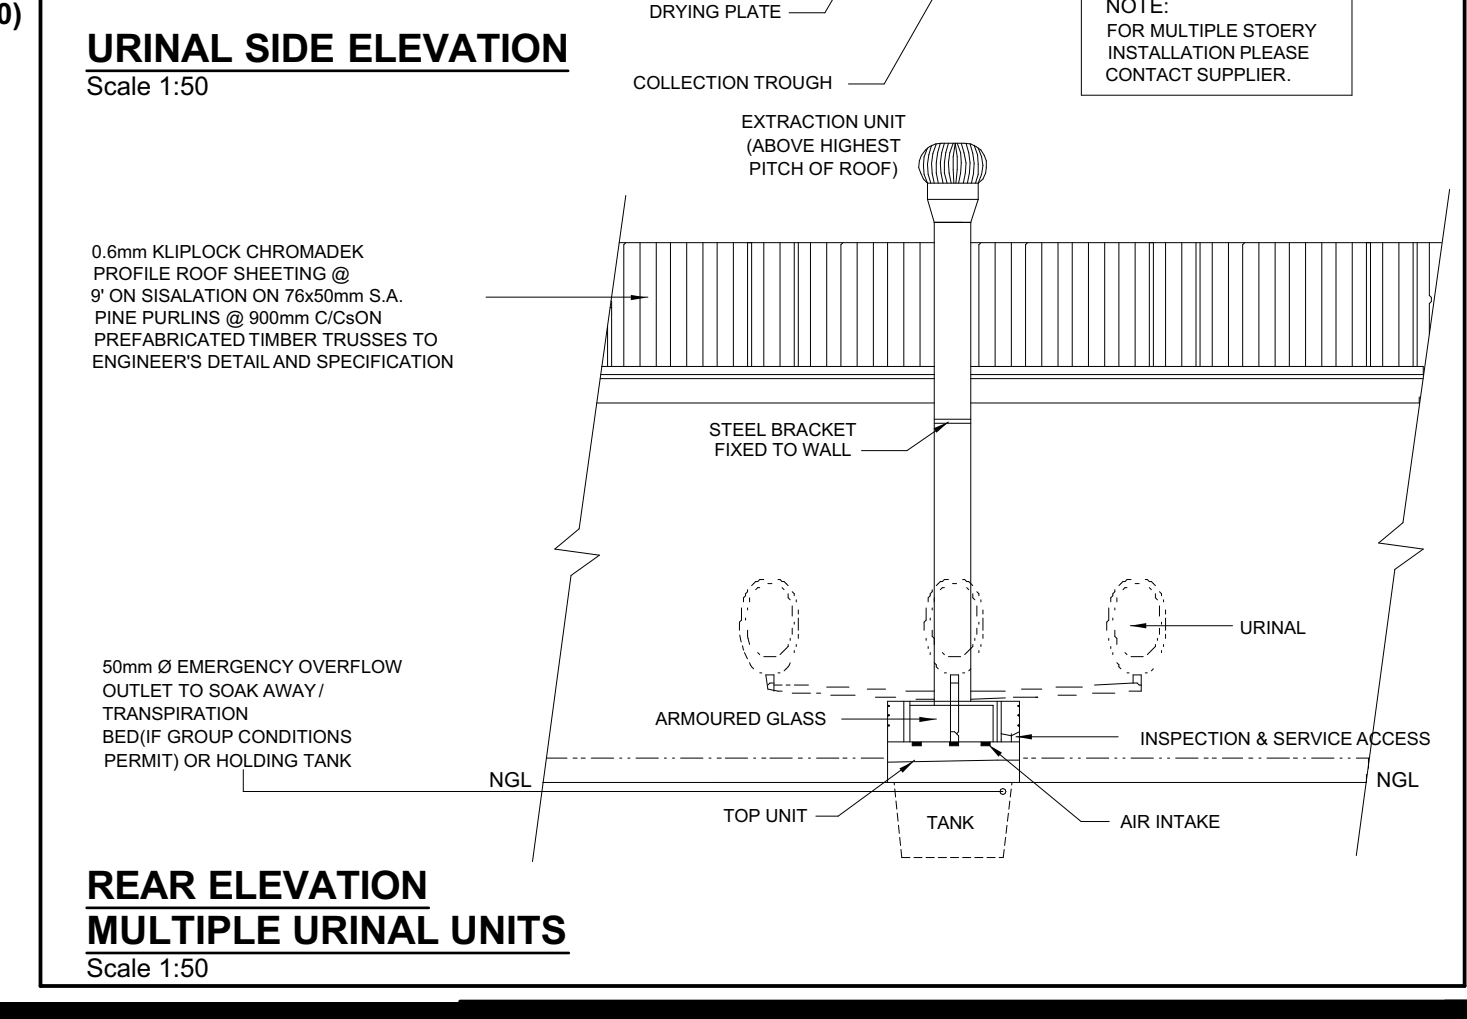 0)
DRYING PLATE
NOTE:
FOR MULTIPLE STOERY
INSTALLATION PLEASE
CONTACT SUPPLIER.
URINAL SIDE ELEVATION
Scale 1:50
COLLECTION TROUGH
EXTRACTION UNIT
(ABOVE HIGHEST
PITCH OF ROOF)
0.6mm KLIPLOCK CHROMADEK
PROFILE ROOF SHEETING @
9' ON SISALATION ON 76x50mm S.A.
PINE PURLINS @ 900mm C/CsON
PREFABRICATED TIMBER TRUSSES TO
ENGINEER'S DETAIL AND SPECIFICATION
STEEL BRACKET
FIXED TO WALL
URINAL
50mm Ø EMERGENCY OVERFLOW
OUTLET TO SOAK AWAY/
TRANSPIRATION
BED(IF GROUP CONDITIONS
PERMIT) OR HOLDING TANK
ARMOURED GLASS
INSPECTION & SERVICE ACCESS
NGL
NGL
TOP UNIT
TANK
AIR INTAKE
REAR ELEVATION
MULTIPLE URINAL UNITS
Scale 1:50